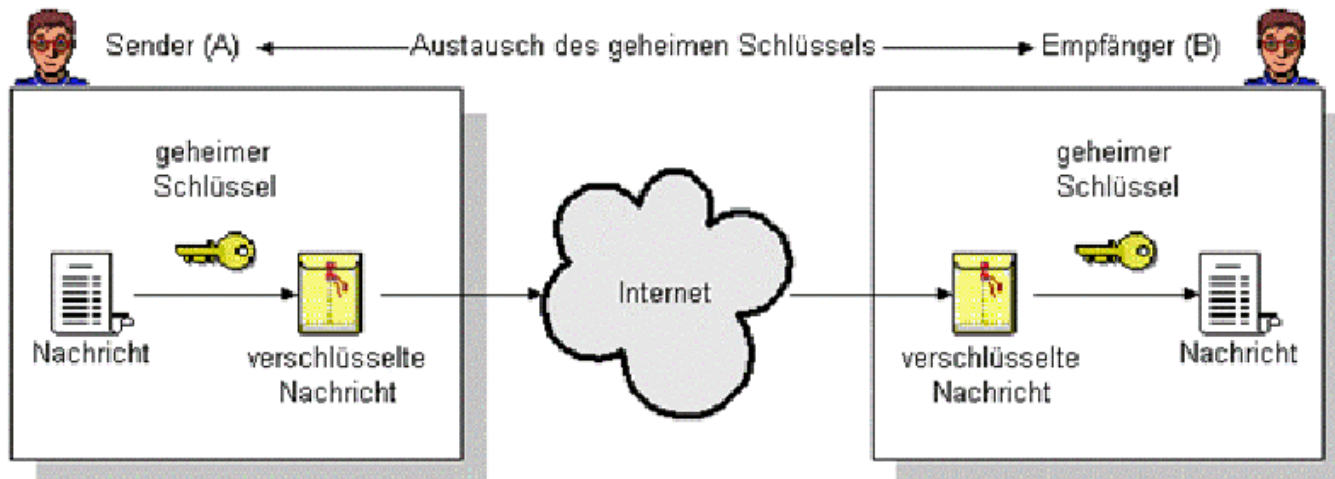 Sender (A)
Austausch des geheimen Schlüssels
Empfänger (B)
geheimer
Schlüssel
Nachricht
verschlüsselte
Nachricht
Internet
geheimer
Schlüssel
verschlüsselte
Nachricht
Nachricht